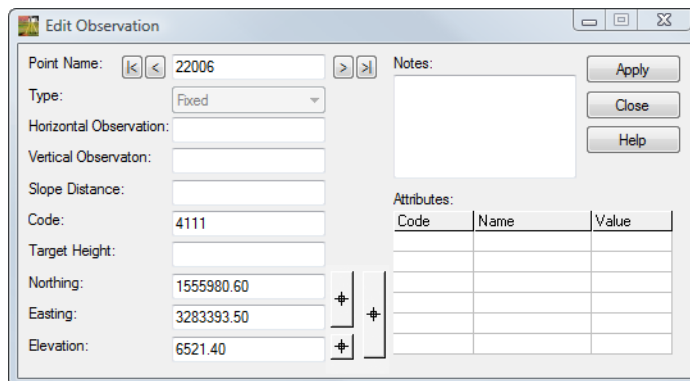 Edit Observation
Point Name: |< < 22006 > >|
Type: Fixed
Horizontal Observation:
Vertical Observaton:
Slope Distance:
Code: 4111
Target Height:
Northing: 1555980.60
Easting: 3283393.50
Elevation: 6521.40
Notes:
Apply
Close
Help
Attributes:
Code Name Value